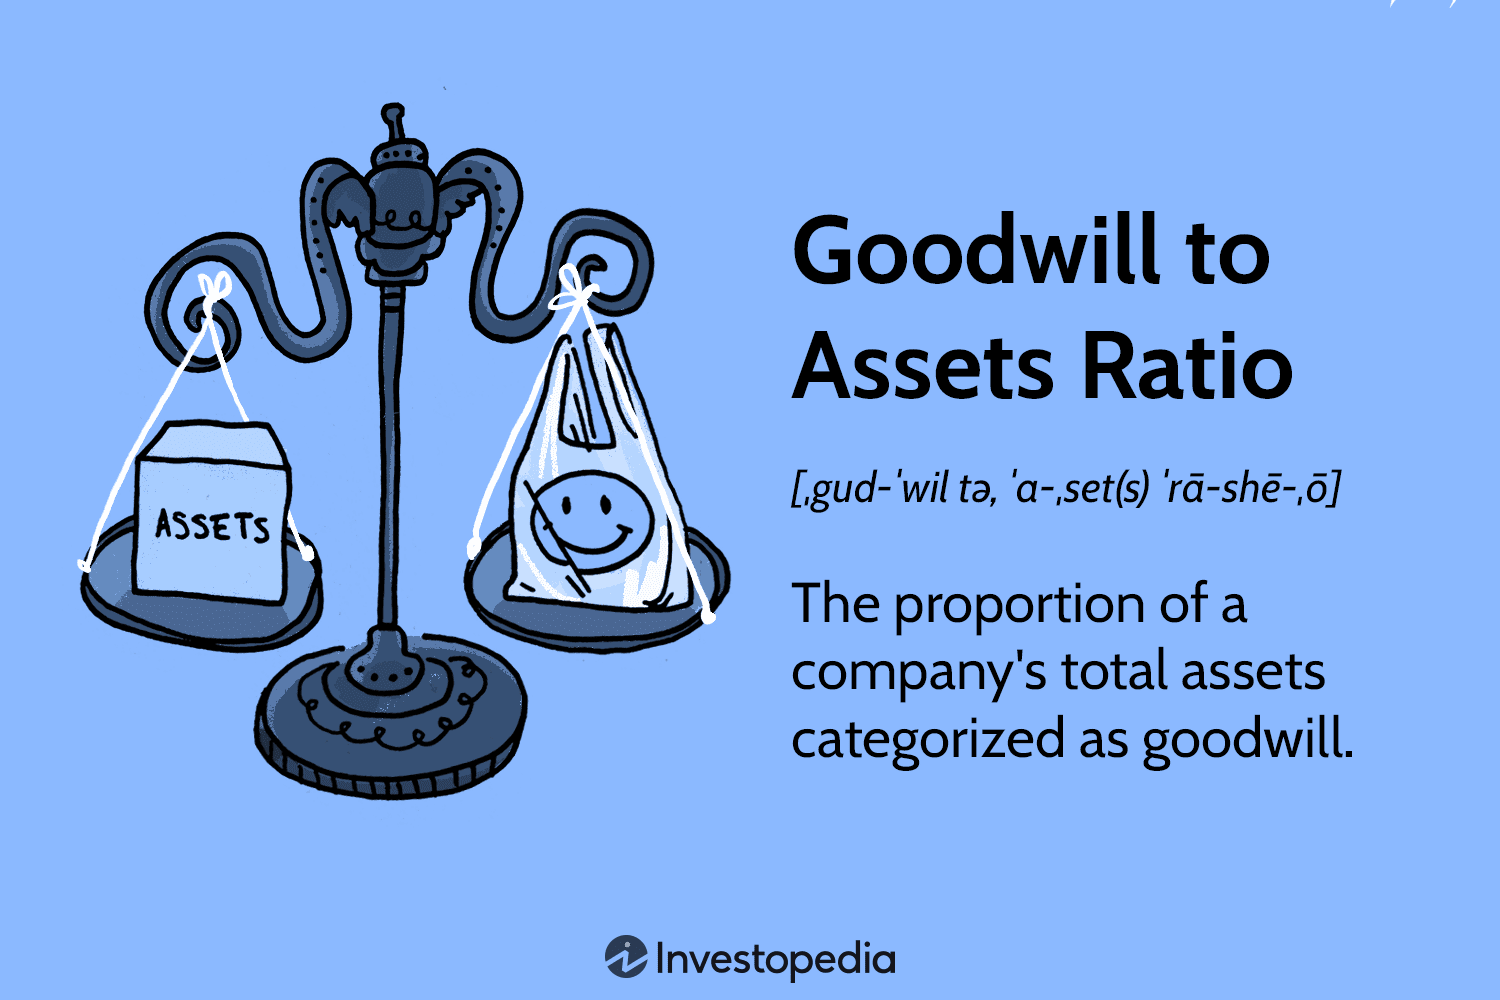 Goodwill to
Assets Ratio
[ˌgud-ˈwil tə, ˈa-ˌset(s) ˈrā-shē-ˌō]
The proportion of a
company's total assets
categorized as goodwill.
ASSETS
Investopedia